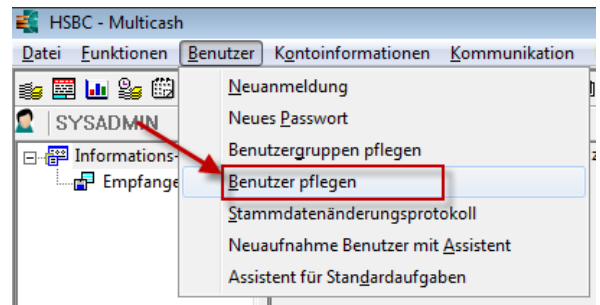 HSBC - Multicash
Datei Funktionen Benutzer Kontoinformationen Kommunikation
SYSADMIN
Neuanmeldung
Neues Passwort
Benutzergruppen pflegen
Informations-
Benutzer pflegen
Empfange
Stammdatenänderungsprotokoll
Neuaufnahme Benutzer mit Assistent
Assistent für Standardaufgaben